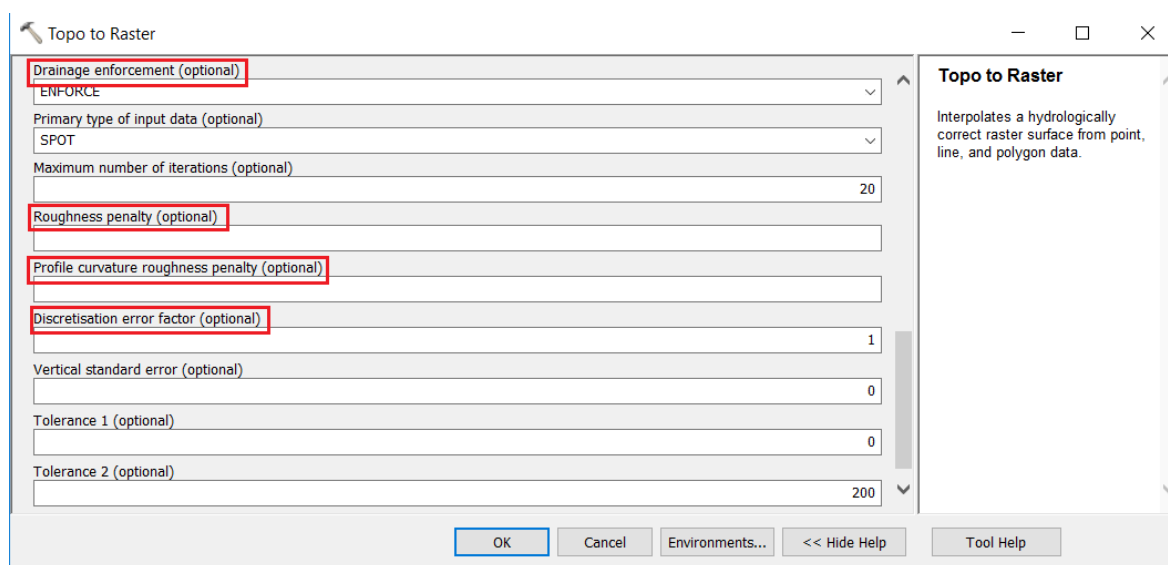 Topo to Raster
Drainage enforcement (optional)
ENFORCE
Primary type of input data (optional)
SPOT
Maximum number of iterations (optional)
20
Roughness penalty (optional)
Profile curvature roughness penalty (optional)
Discretisation error factor (optional)
1
Vertical standard error (optional)
0
Tolerance 1 (optional)
0
Tolerance 2 (optional)
200
Topo to Raster
Interpolates a hydrologically
correct raster surface from point,
line, and polygon data.
OK
Cancel
Environments...
<< Hide Help
Tool Help